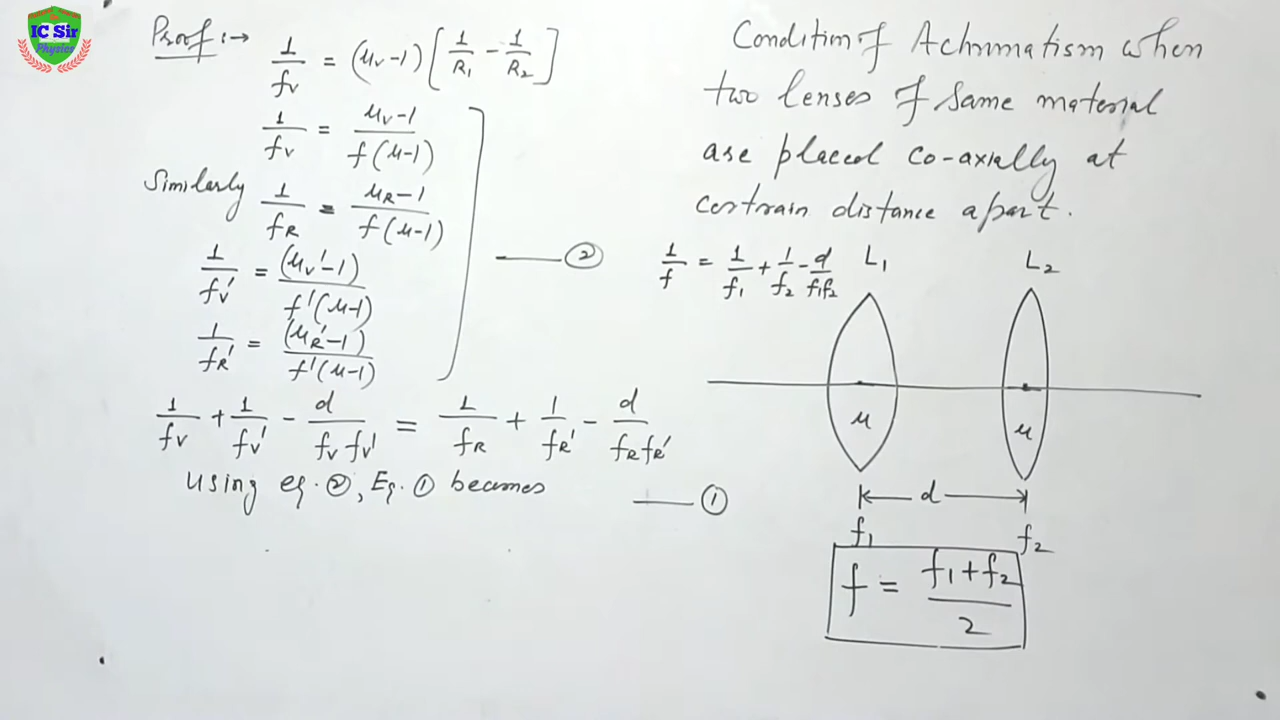 IC Sir
Physics
Proof :→ 1/fv = (μv-1) [1/R1 - 1/R2]
1/fv = μv-1 / f(μ-1)
Similarly 1/fR = μR-1 / f(μ-1)
1/fv' = (μv'-1) / f'(μ-1)
1/fR' = (μR'-1) / f'(μ-1)
② 
1/fv + 1/fv' - d/fv fv' = 1/fR + 1/fR' - d/fR fR'
using eq. ②, Eq. ① becomes
①
Condition of Achromatism when
two lenses of same material
are placed co-axially at
certrain distance apart.
1/f = 1/f1 + 1/f2 - d/f1f2
L1 L2
μ μ
d
f1 f2
f = f1+f2 / 2